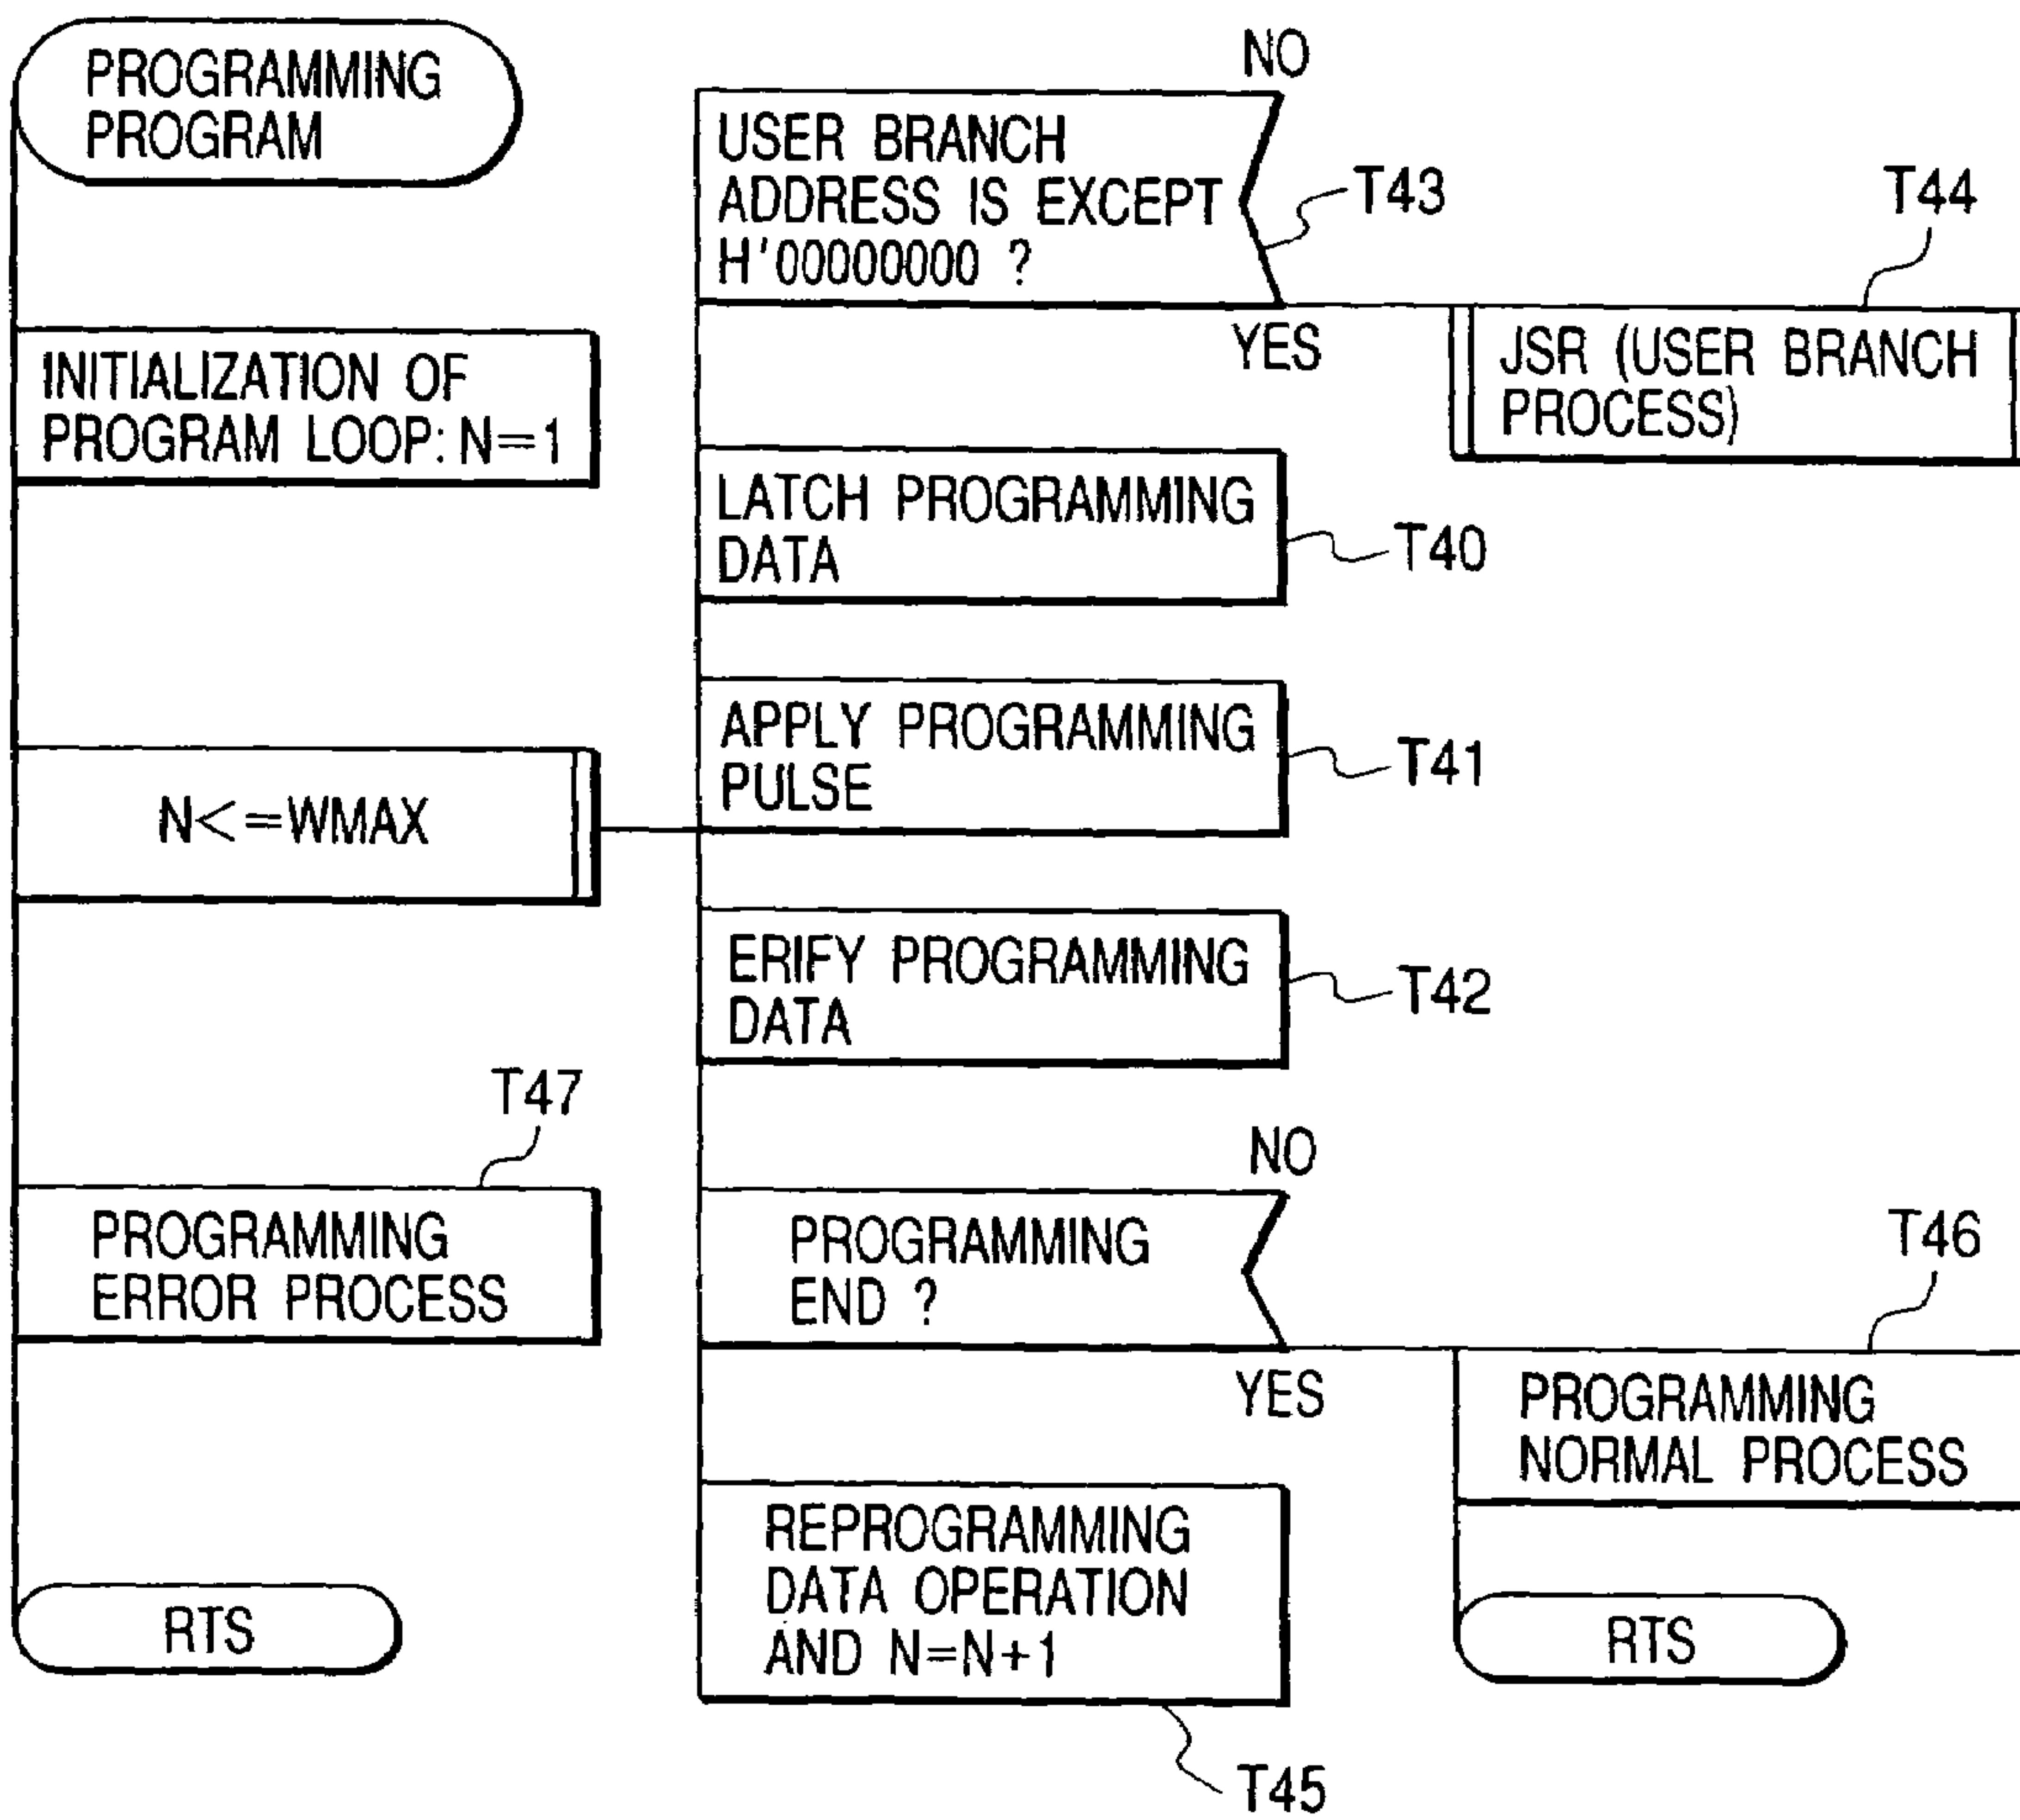 PROGRAMMING
PROGRAM
INITIALIZATION OF
PROGRAM LOOP: N=1
N<=WMAX
T47
PROGRAMMING
ERROR PROCESS
RTS
NO
USER BRANCH
ADDRESS IS EXCEPT
H'00000000 ?
T43
YES
T44
JSR (USER BRANCH
PROCESS)
LATCH PROGRAMMING
DATA
T40
APPLY PROGRAMMING
PULSE
T41
ERIFY PROGRAMMING
DATA
T42
NO
PROGRAMMING
END ?
YES
T46
PROGRAMMING
NORMAL PROCESS
RTS
REPROGRAMMING
DATA OPERATION
AND N=N+1
T45